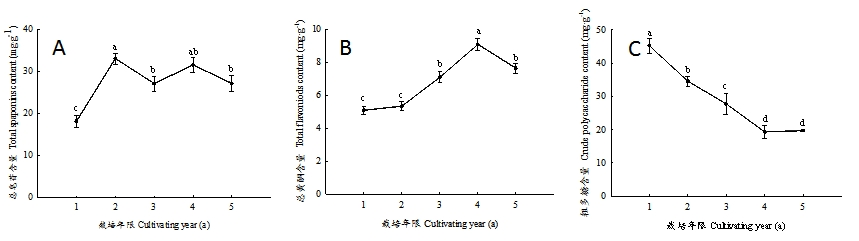 A
总皂苷含量 Total saponins content (mg·g⁻¹)
40
30
20
10
0
c
a
b
ab
b
1 2 3 4 5
栽培年限 Cultivating year (a)
B
总黄酮含量 Total flavonoids content (mg·g⁻¹)
10
8
6
4
2
0
c
c
b
a
b
1 2 3 4 5
栽培年限 Cultivating year (a)
C
粗多糖含量 Crude polysaccharide content (mg·g⁻¹)
50
40
30
20
10
0
a
b
c
d
d
1 2 3 4 5
栽培年限 Cultivating year (a)